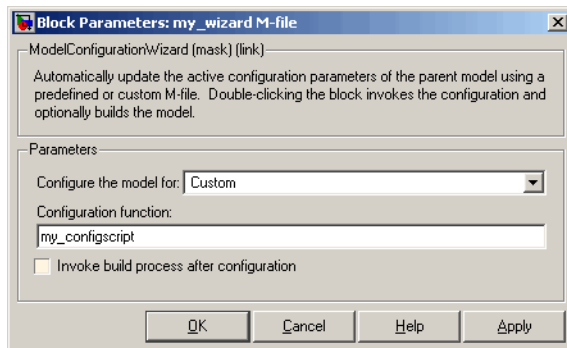 Block Parameters: my_wizard M-file
ModelConfigurationWizard (mask) (link)
Automatically update the active configuration parameters of the parent model using a
predefined or custom M-file. Double-clicking the block invokes the configuration and
optionally builds the model.
Parameters
Configure the model for: Custom
Configuration function:
my_configscript
Invoke build process after configuration
OK Cancel Help Apply